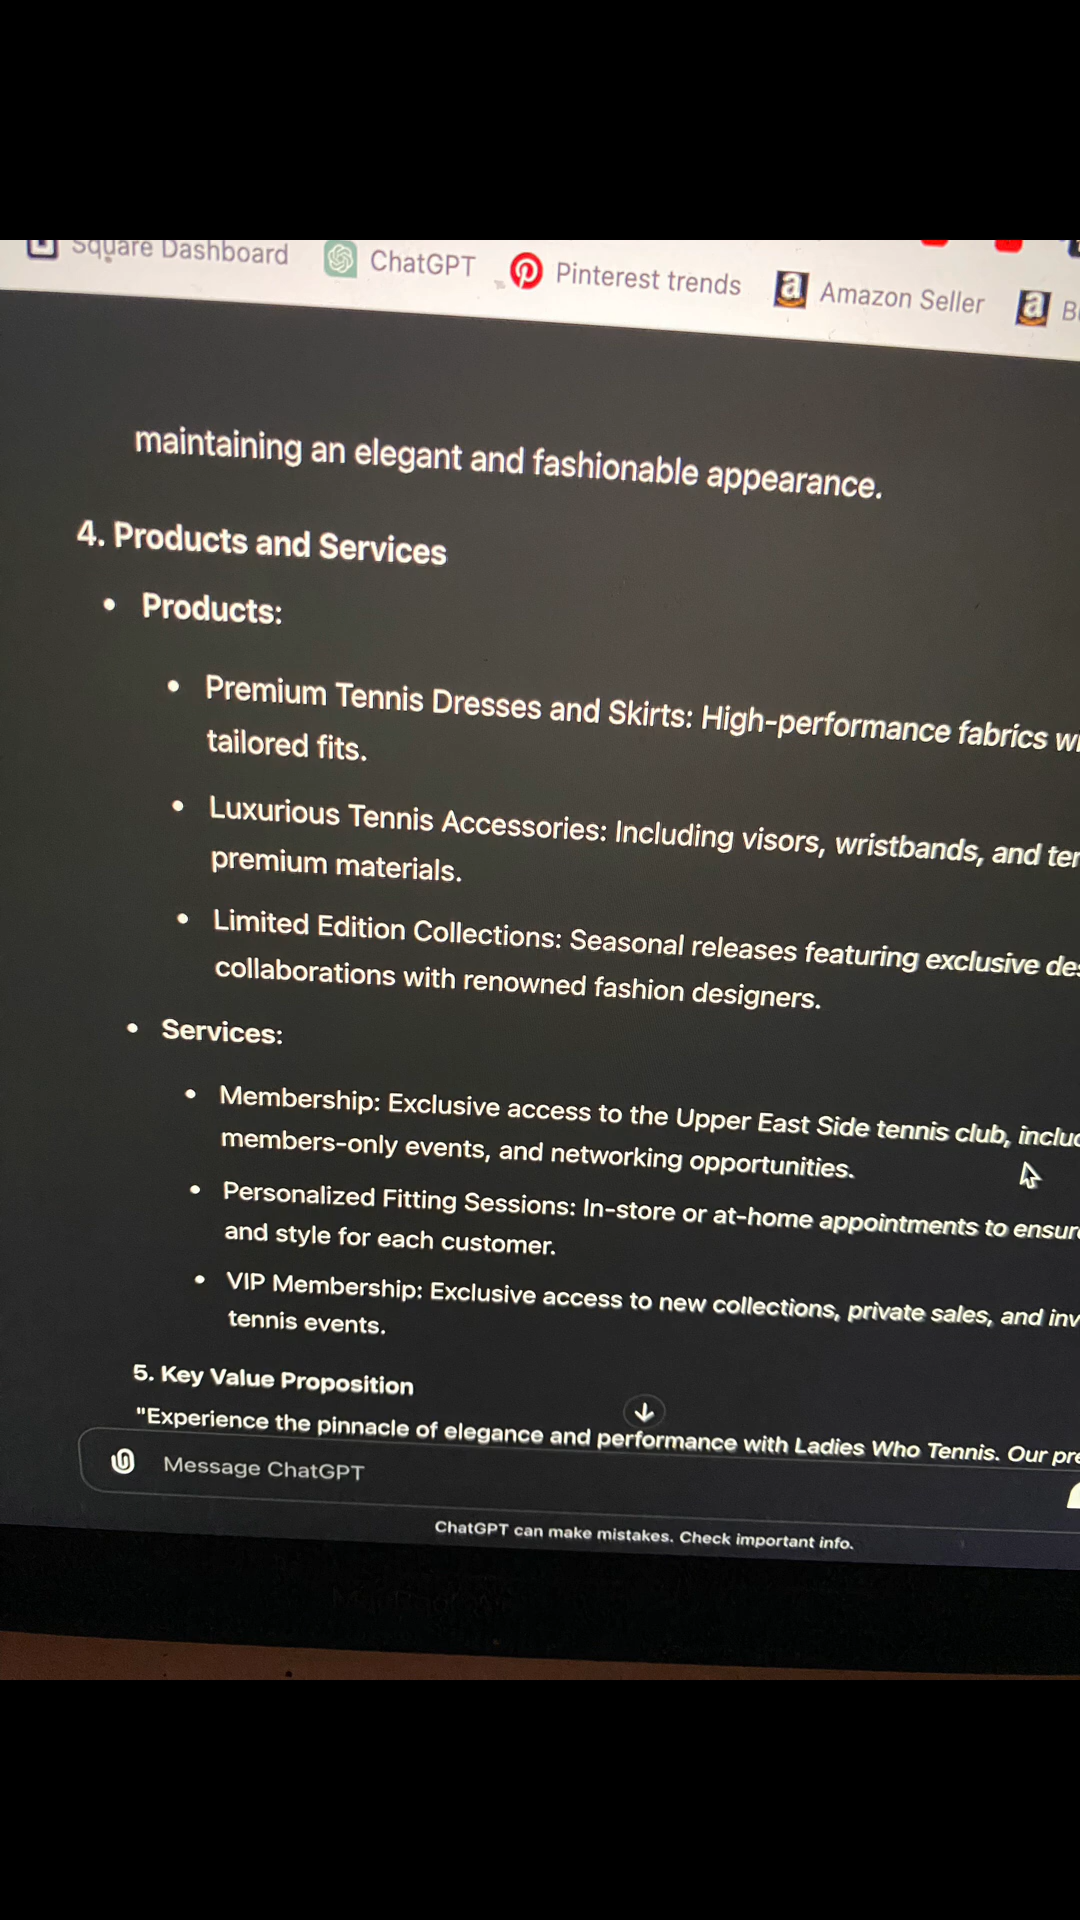 Square Dashboard ChatGPT Pinterest trends Amazon Seller
maintaining an elegant and fashionable appearance.
4. Products and Services
• Products:
• Premium Tennis Dresses and Skirts: High-performance fabrics
tailored fits.
• Luxurious Tennis Accessories: Including visors, wristbands, and
premium materials.
• Limited Edition Collections: Seasonal releases featuring exclusive
collaborations with renowned fashion designers.
• Services:
• Membership: Exclusive access to the Upper East Side tennis club,
members-only events, and networking opportunities.
• Personalized Fitting Sessions: In-store or at-home appointments to
and style for each customer.
• VIP Membership: Exclusive access to new collections, private sales, and
tennis events.
5. Key Value Proposition
"Experience the pinnacle of elegance and performance with Ladies Who Tennis. Our
Message ChatGPT
ChatGPT can make mistakes. Check important info.